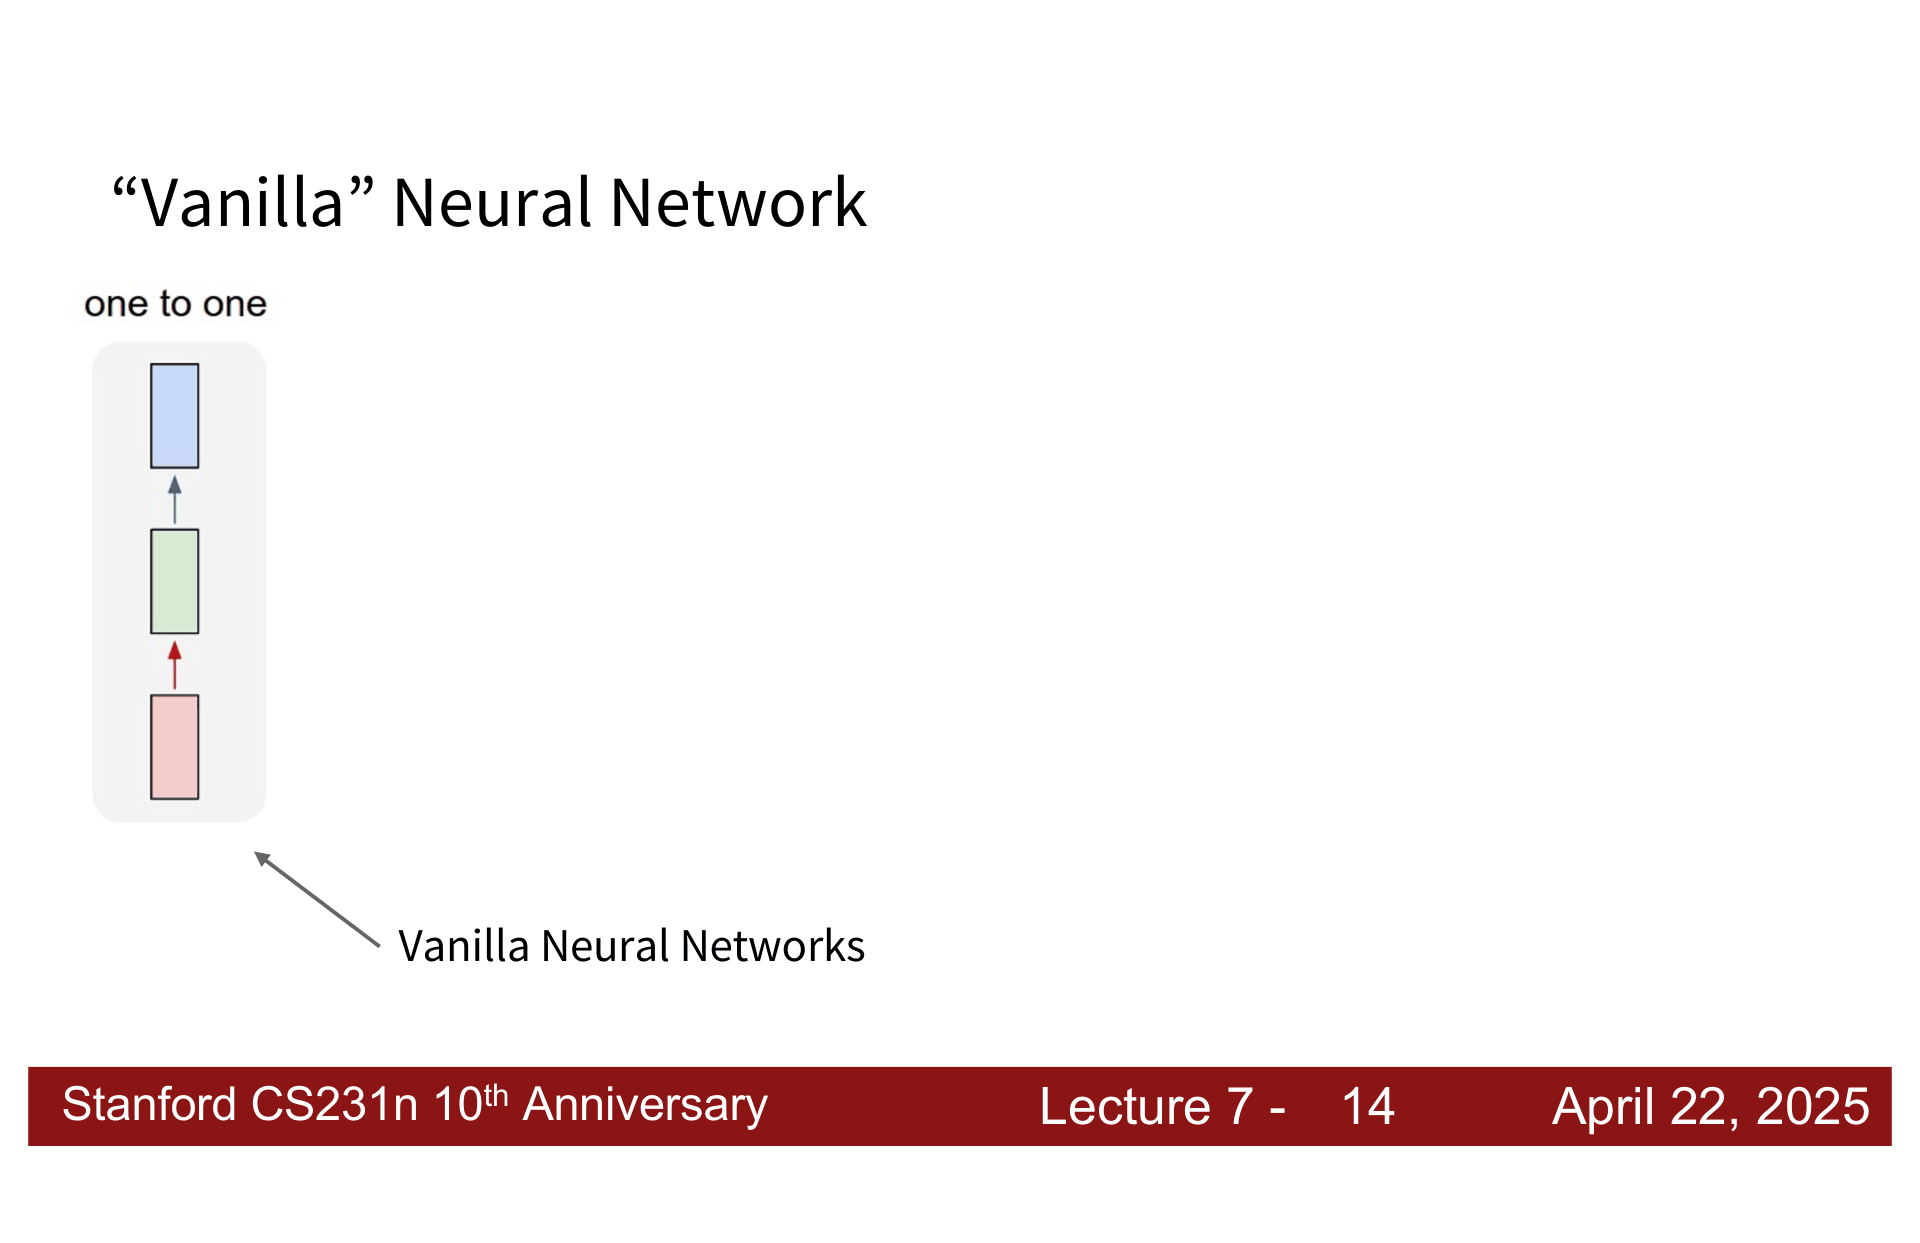 “Vanilla” Neural Network
one to one
Vanilla Neural Networks
Stanford CS231n 10th Anniversary
Lecture 7 - 14
April 22, 2025